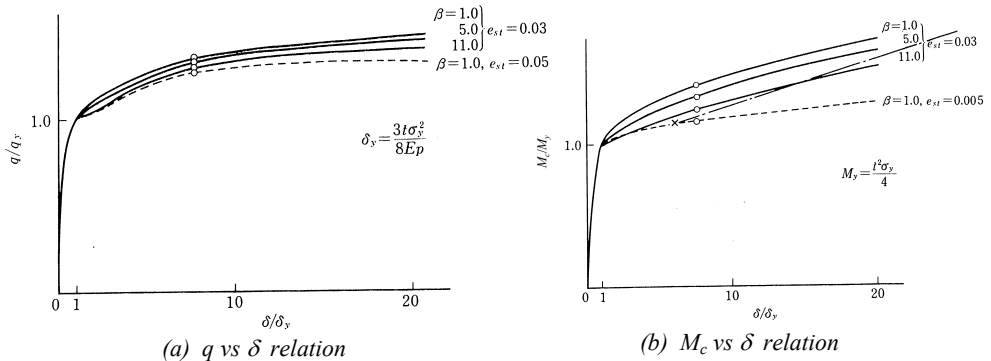 β=1.0
5.0
11.0
e_st=0.03
β=1.0, e_st=0.05
1.0
q/q_y
δ_y=3tσ_y²/8Ep
0 1 10 20
δ/δ_y
(a) q vs δ relation
β=1.0
5.0
11.0
e_st=0.03
β=1.0, e_st=0.005
1.0
M_c/M_y
M_y=t²σ_y/4
0 1 10 20
δ/δ_y
(b) M_c vs δ relation